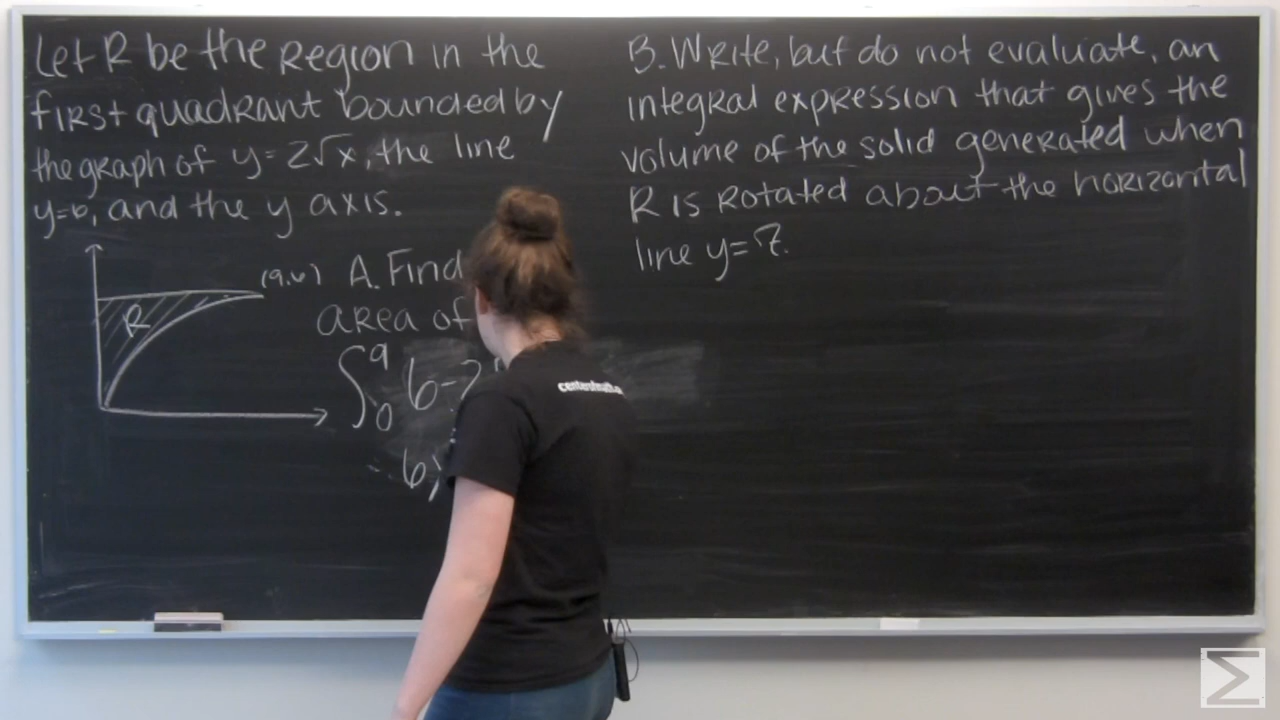 Let R be the Region in the
first quadrant bounded by
the graph of y=2√x, the line
y=6, and the y axis.
(9,6)
R
A. Find
area of
∫₀⁹ 6-2
6x
B. Write, but do not evaluate, an
integral expression that gives the
volume of the solid generated when
R is rotated about the horizontal
line y=7.
Σ